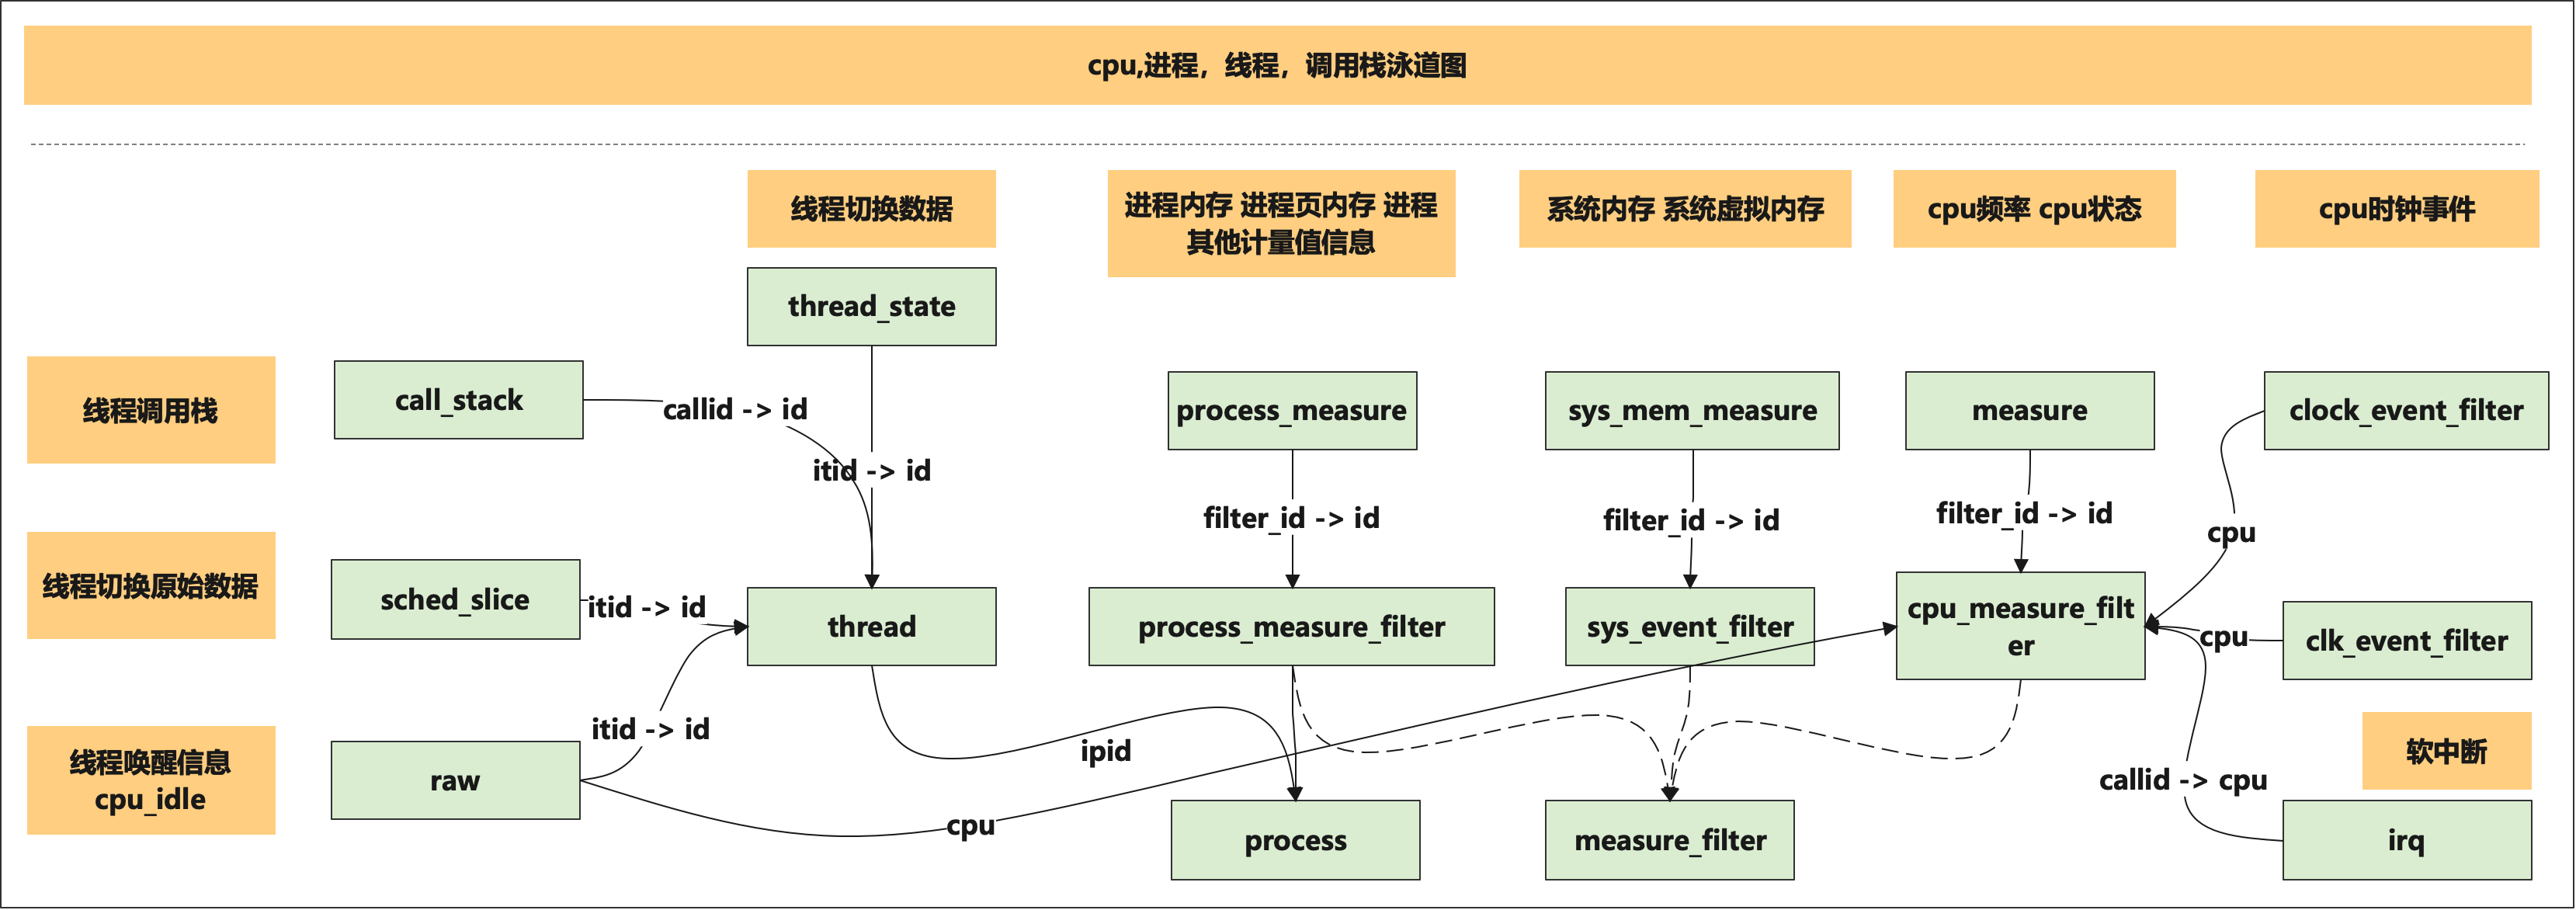 cpu,进程，线程，调用栈泳道图
线程切换数据
进程内存 进程页内存 进程
其他计量值信息
系统内存 系统虚拟内存
cpu频率 cpu状态
cpu时钟事件
thread_state
线程调用栈
call_stack
callid -> id
itid -> id
process_measure
sys_mem_measure
measure
clock_event_filter
filter_id -> id
filter_id -> id
filter_id -> id
cpu
线程切换原始数据
sched_slice
itid -> id
thread
process_measure_filter
sys_event_filter
cpu_measure_filt
er
cpu
clk_event_filter
线程唤醒信息
cpu_idle
raw
itid -> id
ipid
cpu
process
measure_filter
callid -> cpu
软中断
irq